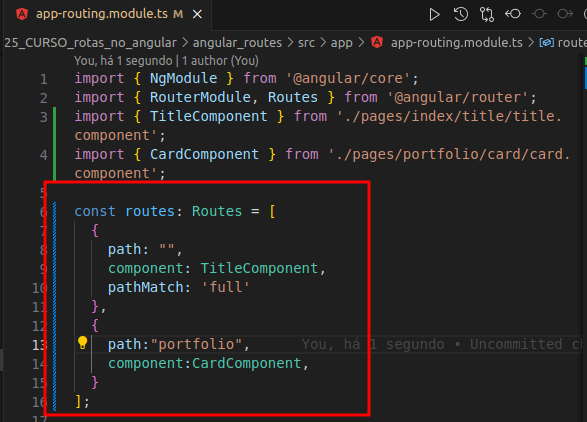 app-routing.module.ts M
25_CURSO_rotas_no_angular > angular_routes > src > app > app-routing.module.ts > route
You, há 1 segundo | 1 author (You)
1 import { NgModule } from '@angular/core';
2 import { RouterModule, Routes } from '@angular/router';
3 import { TitleComponent } from './pages/index/title/title.
component';
4 import { CardComponent } from './pages/portfolio/card/card.
component';
5
6 const routes: Routes = [
7 {
8 path: "",
9 component: TitleComponent,
10 pathMatch: 'full'
11 },
12 {
13 path:"portfolio", You, há 1 segundo • Uncommitted ch
14 component:CardComponent,
15 }
16 ];
17